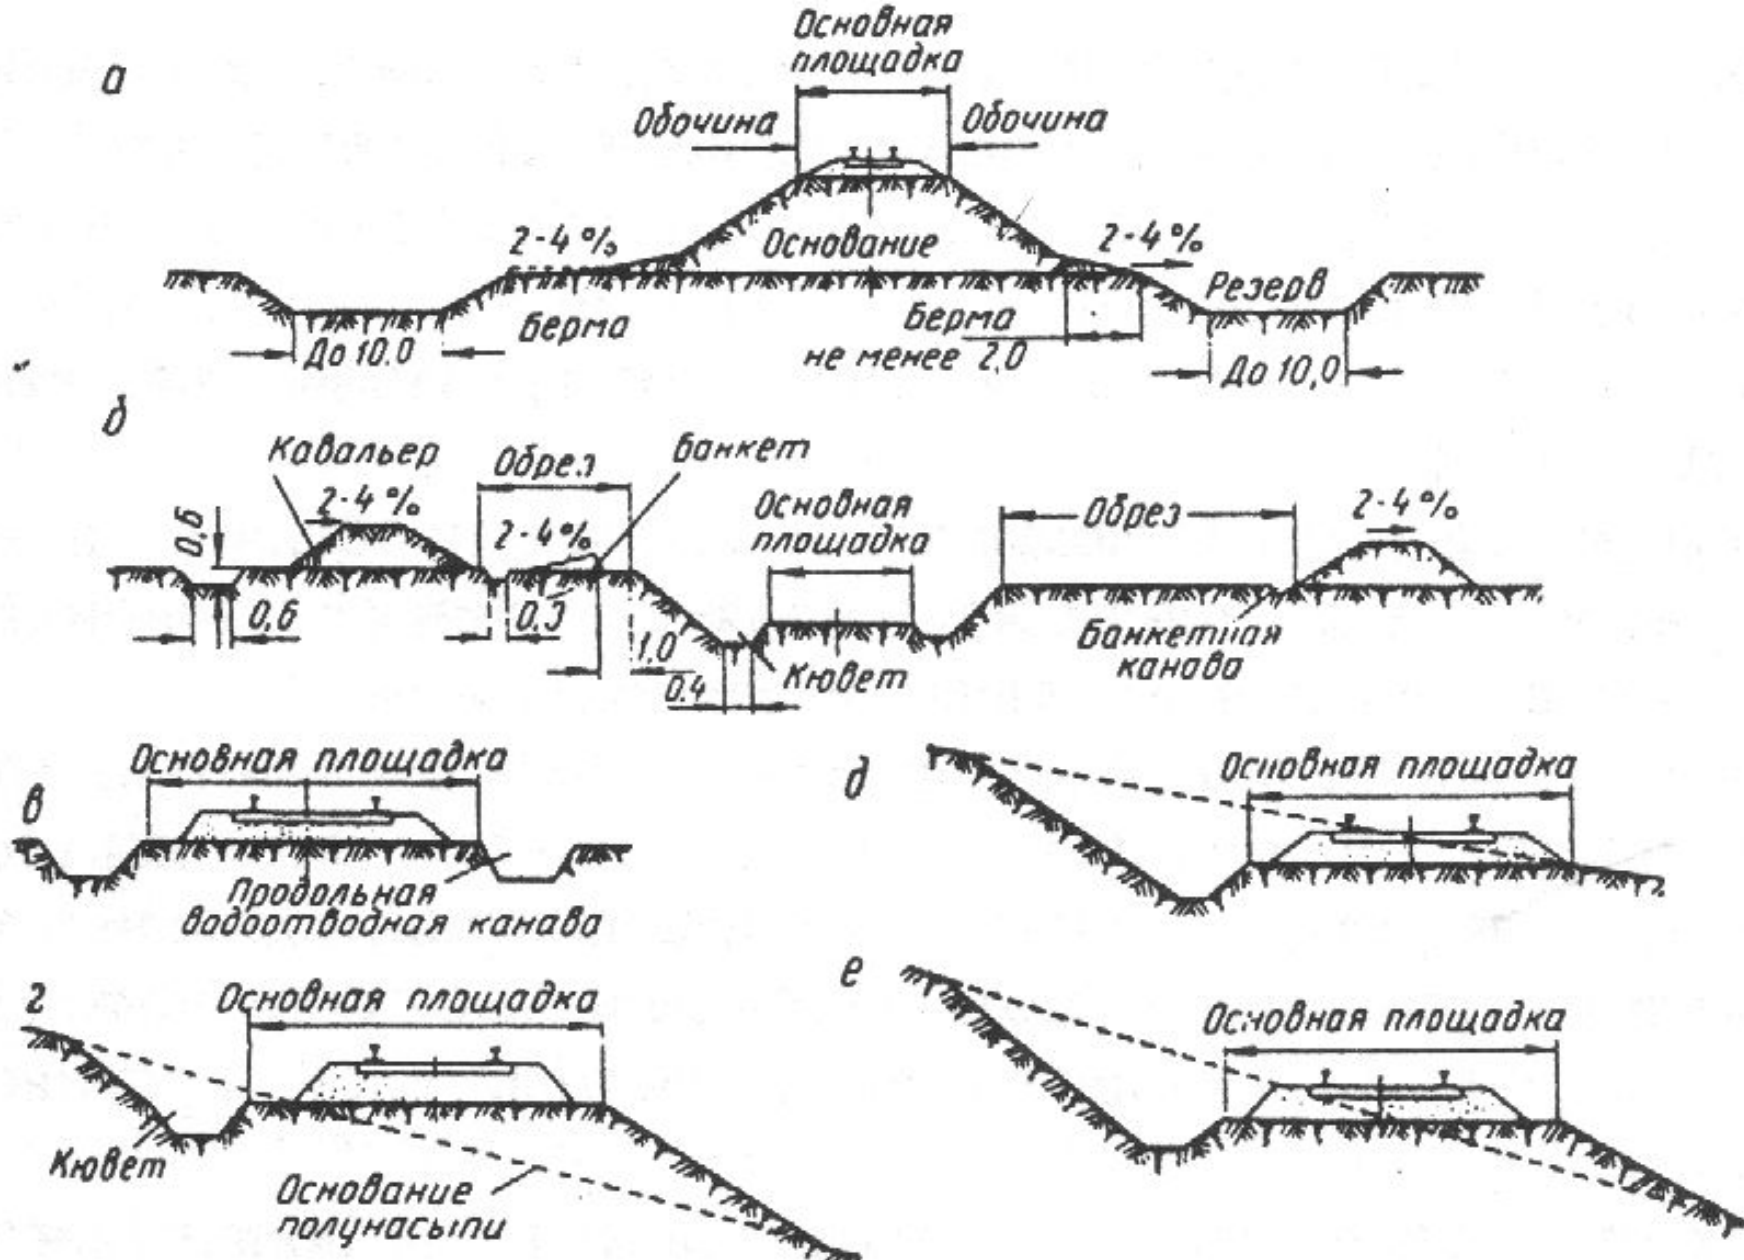 Основная
площадка
а
Обочина
Обочина
2-4%
Основание
2-4%
Резерв
Берма
Берма
не менее 2,0
До 10.0
До 10,0
б
Кавальер
Обрез
Банкет
2-4%
0,6
2-4%
Основная
площадка
Обрез
2-4%
0,6
0,3
1,0
0.4
Кювет
Банкетная
канава
в
Основная площадка
Продольная
водоотводная канава
д
Основная площадка
г
Основная площадка
Кювет
Основание
полунасыпи
е
Основная площадка